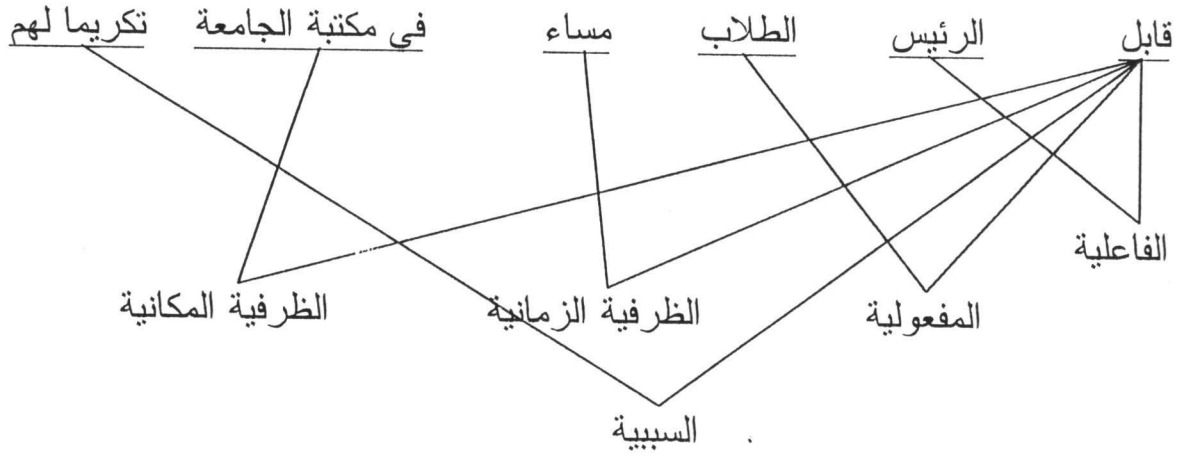 قابل الرئيس الطلاب مساء في مكتبة الجامعة تكريما لهم
الفاعلية
المفعولية الظرفية الزمانية الظرفية المكانية
السببية